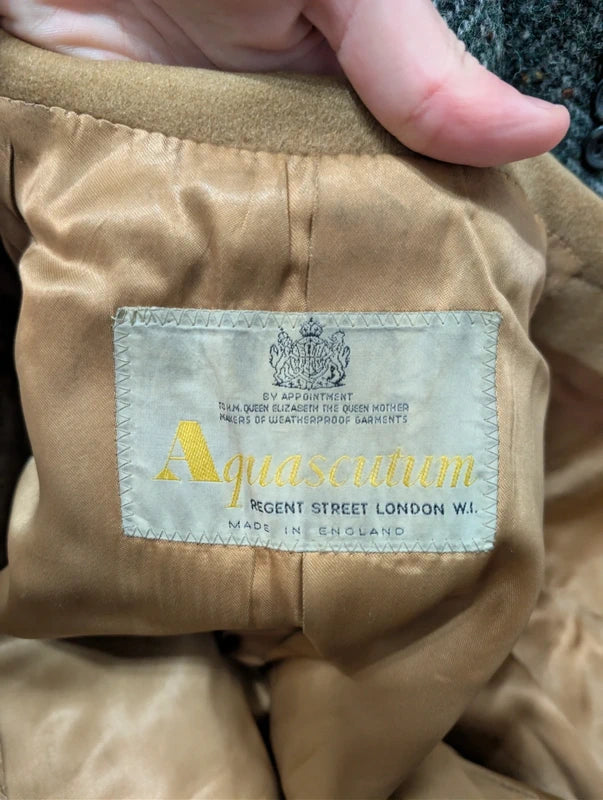 BY APPOINTMENT
TO H.M. QUEEN ELIZABETH THE QUEEN MOTHER
MAKERS OF WEATHERPROOF GARMENTS
Aquascutum
REGENT STREET LONDON W.I.
MADE IN ENGLAND